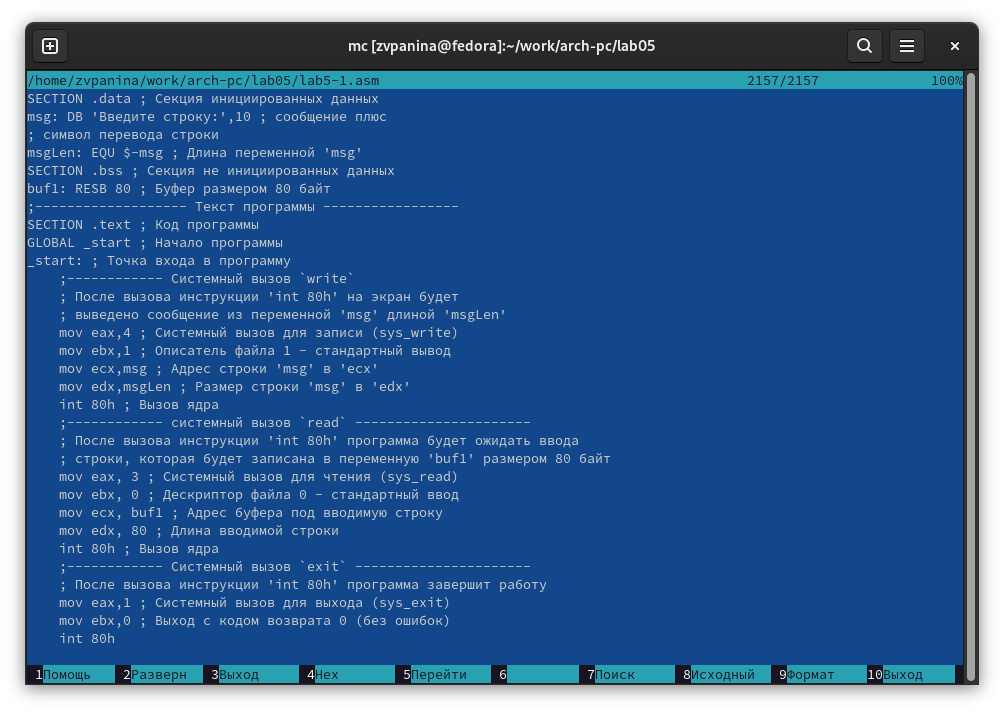 mc [zvpanina@fedora]:~/work/arch-pc/lab05
/home/zvpanina/work/arch-pc/lab05/lab5-1.asm 2157/2157 100%
SECTION .data ; Секция инициированных данных
msg: DB 'Введите строку:',10 ; сообщение плюс
; символ перевода строки
msgLen: EQU $-msg ; Длина переменной 'msg'
SECTION .bss ; Секция не инициированных данных
buf1: RESB 80 ; Буфер размером 80 байт
;------------------- Текст программы -----------------
SECTION .text ; Код программы
GLOBAL _start ; Начало программы
_start: ; Точка входа в программу
;------------ Системный вызов `write`
; После вызова инструкции 'int 80h' на экран будет
; выведено сообщение из переменной 'msg' длиной 'msgLen'
mov eax,4 ; Системный вызов для записи (sys_write)
mov ebx,1 ; Описатель файла 1 - стандартный вывод
mov ecx,msg ; Адрес строки 'msg' в 'ecx'
mov edx,msgLen ; Размер строки 'msg' в 'edx'
int 80h ; Вызов ядра
;------------ системный вызов `read` ----------------------
; После вызова инструкции 'int 80h' программа будет ожидать ввода
; строки, которая будет записана в переменную 'buf1' размером 80 байт
mov eax, 3 ; Системный вызов для чтения (sys_read)
mov ebx, 0 ; Дескриптор файла 0 - стандартный ввод
mov ecx, buf1 ; Адрес буфера под вводимую строку
mov edx, 80 ; Длина вводимой строки
int 80h ; Вызов ядра
;------------ Системный вызов `exit` ----------------------
; После вызова инструкции 'int 80h' программа завершит работу
mov eax,1 ; Системный вызов для выхода (sys_exit)
mov ebx,0 ; Выход с кодом возврата 0 (без ошибок)
int 80h
1Помощь 2Разверн 3Выход 4Hex 5Перейти 6 7Поиск 8Исходный 9Формат 10Выход